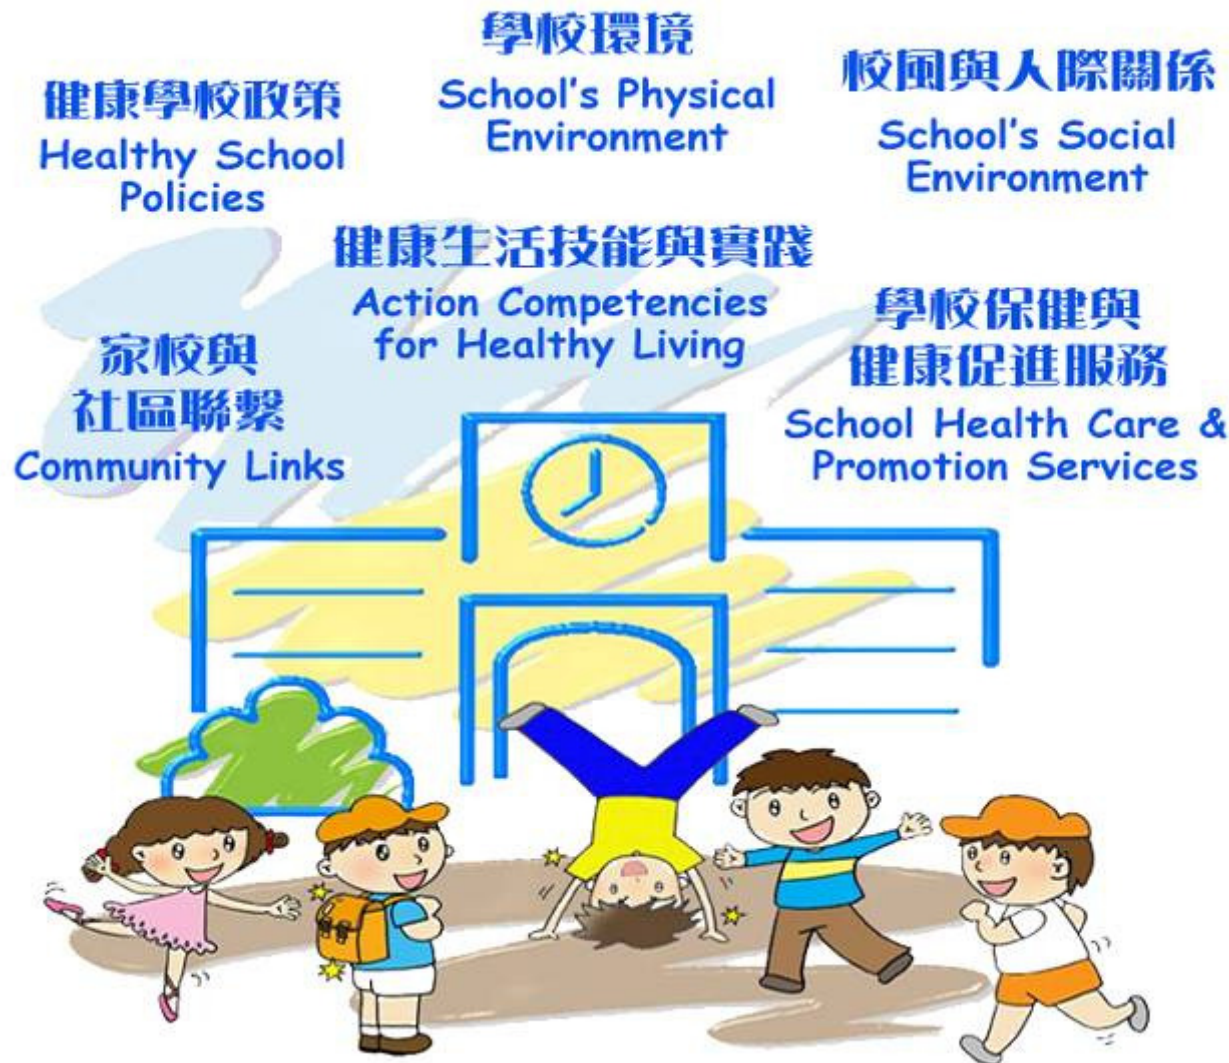 學校環境
School's Physical
Environment
校風與人際關係
School's Social
Environment
健康學校政策
Healthy School
Policies
健康生活技能與實踐
Action Competencies
for Healthy Living
學校保健與
健康促進服務
School Health Care &
Promotion Services
家校與
社區聯繫
Community Links